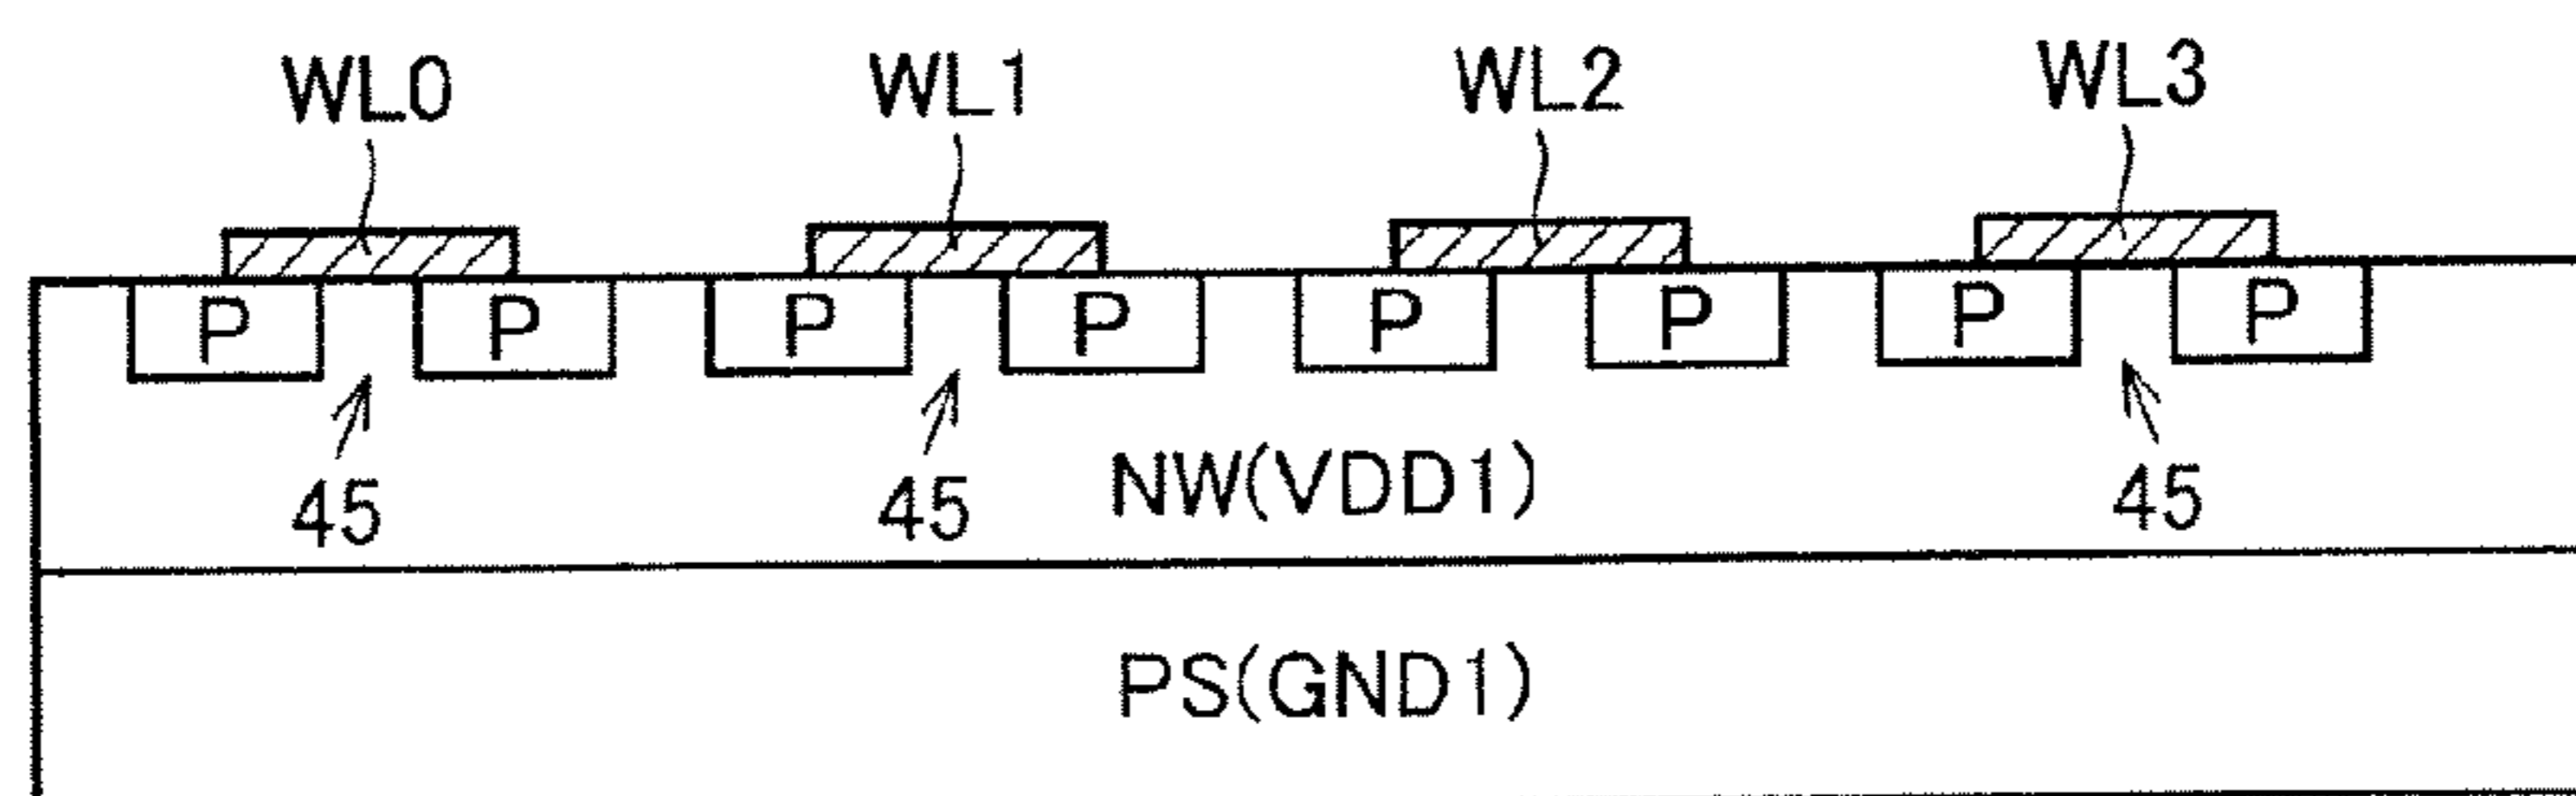 WL0 WL1 WL2 WL3
P P P P P P P P
45 45 NW(VDD1) 45
PS(GND1)